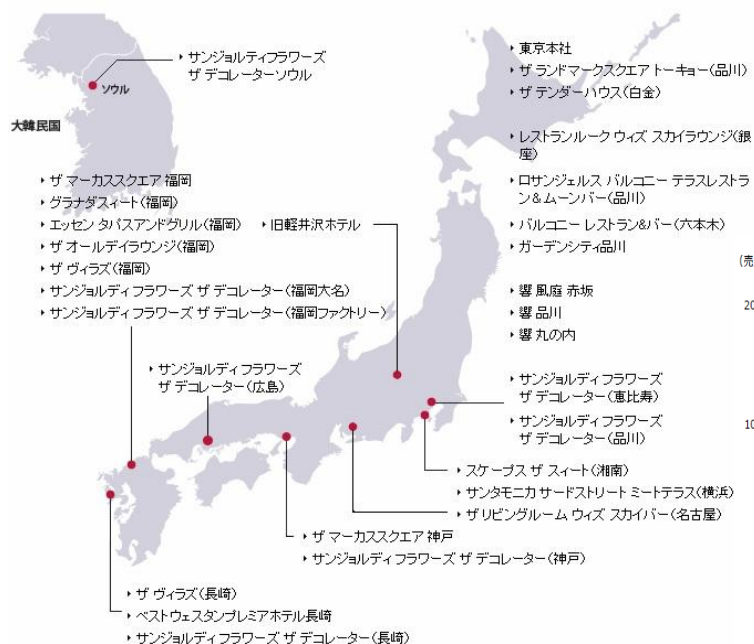 サンジョルディフラワーズ
ザ デコレーターソウル
ソウル
大韓民国
東京本社
ザ ランドマークスクエア トーキョー(品川)
ザ テンダーハウス(白金)
レストランルーク ウィズ スカイラウンジ(銀
座)
ロサンジェルス バルコニー テラスレストラ
ン&ムーンバー(品川)
バルコニー レストラン&バー(六本木)
ガーデンシティ品川
響 風庭 赤坂
響 品川
響 丸の内
サンジョルディ フラワーズ
ザ デコレーター(恵比寿)
サンジョルディ フラワーズ
ザ デコレーター(品川)
ザ マーカススクエア 福岡
グラナダスィート(福岡)
エッセン タパスアンドグリル(福岡)
ザ オールデイラウンジ(福岡)
ザ ヴィラズ(福岡)
サンジョルディ フラワーズ ザ デコレーター(福岡大名)
サンジョルディ フラワーズ ザ デコレーター(福岡ファクトリー)
旧軽井沢ホテル
サンジョルディ フラワーズ
ザ デコレーター(広島)
スケープス ザ スィート(湘南)
サンタモニカ サードストリート ミートテラス(横浜)
ザ リビングルーム ウィズ スカイバー(名古屋)
ザ マーカススクエア 神戸
サンジョルディ フラワーズ ザ デコレーター(神戸)
ザ ヴィラズ(長崎)
ベストウェスタンプレミアホテル長崎
サンジョルディ フラワーズ ザ デコレーター(長崎)
(売
20
10